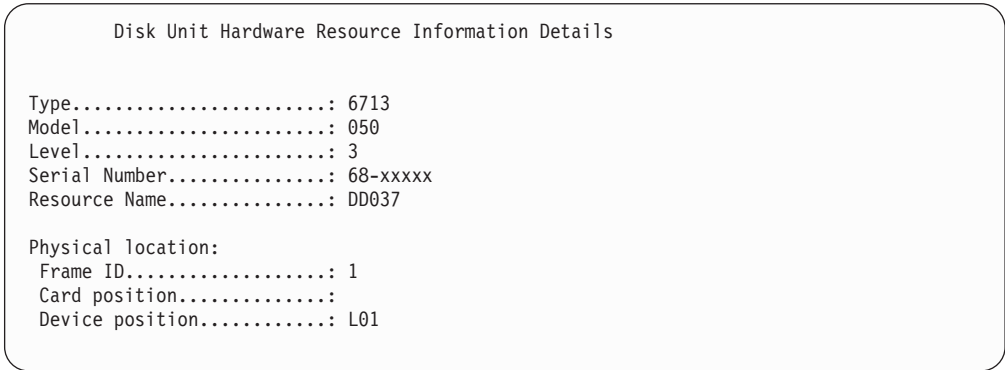 Disk Unit Hardware Resource Information Details
Type........................: 6713
Model.......................: 050
Level.......................: 3
Serial Number...............: 68-xxxxx
Resource Name...............: DD037
Physical location:
Frame ID...................: 1
Card position..............:
Device position............: L01